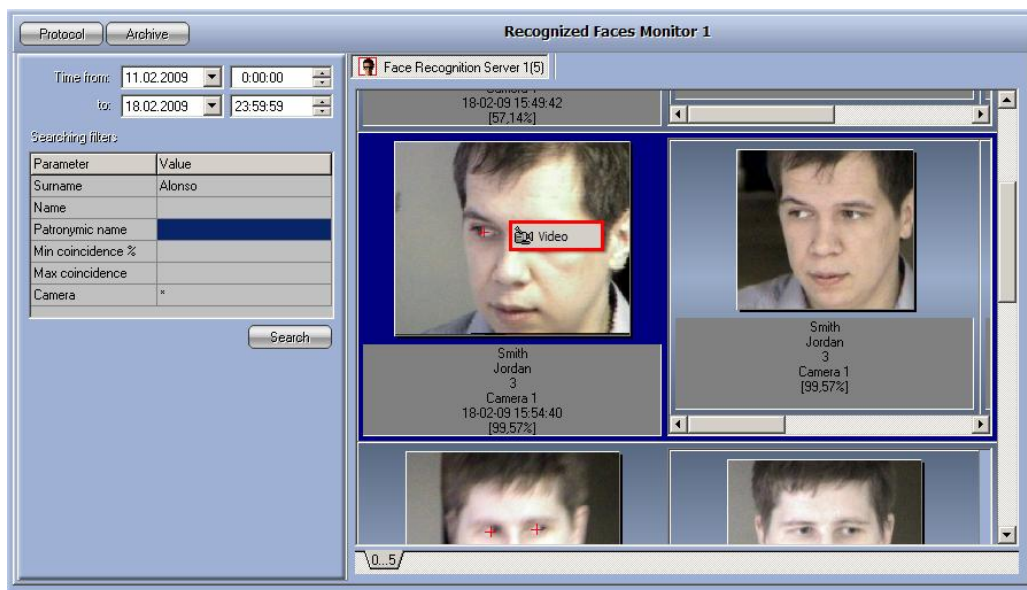 Recognized Faces Monitor 1
Protocol
Archive
Time from: 11.02.2009 0:00:00
to: 18.02.2009 23:59:59
Searching filters
Parameter Value
Surname Alonso
Name
Patronymic name
Min coincidence %
Max coincidence
Camera *
Search
Face Recognition Server 1(5)
Camera 1
18-02-09 15:49:42
[57,14%]
Video
Smith
Jordan
3
Camera 1
18-02-09 15:54:40
[99,57%]
Smith
Jordan
3
Camera 1
[99,57%]
0...5